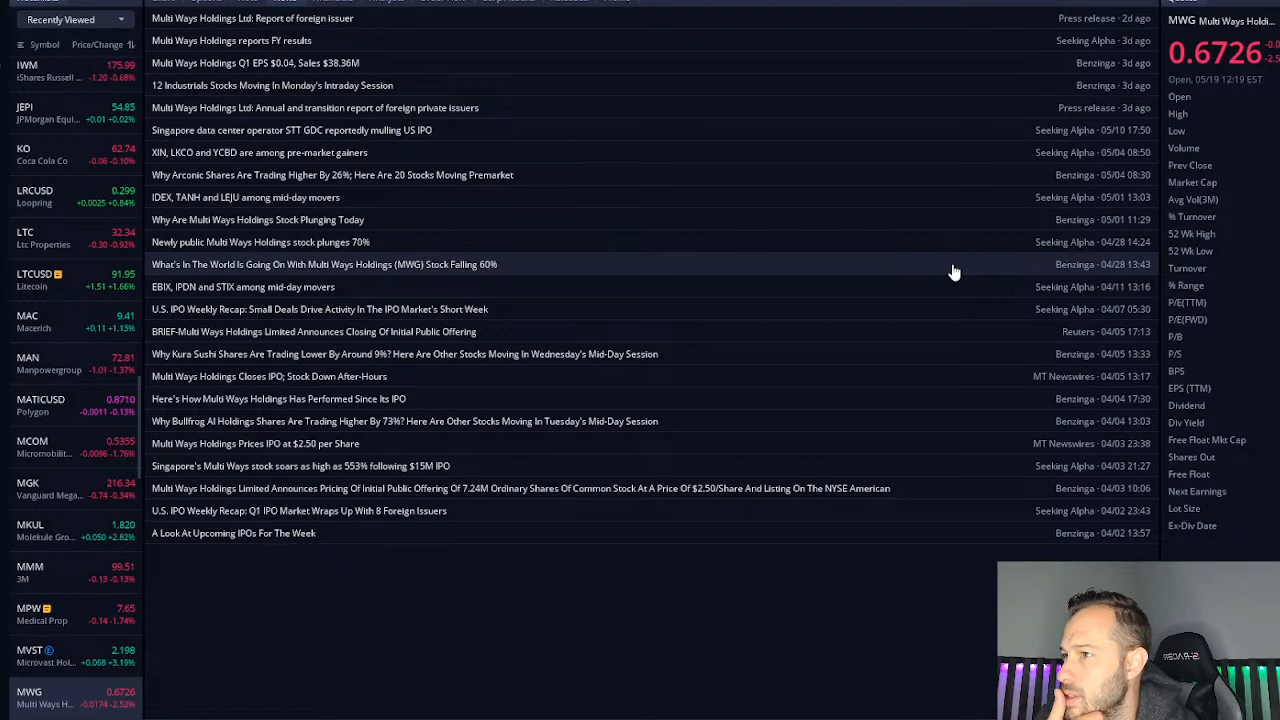 Recently Viewed
Symbol Price/Change
IWM 175.99
iShares Russell ... -1.20 -0.68%
JEPI 54.85
JPMorgan Equi... +0.01 +0.02%
KO 62.74
Coca Cola Co -0.06 -0.10%
LRCUSD 0.299
Loopring +0.0025 +0.84%
LTC 32.34
Ltc Properties -0.30 -0.92%
LTCUSD 91.95
Litecoin +1.51 +1.66%
MAC 9.41
Macerich +0.11 +1.13%
MAN 72.81
Manpowergroup -1.01 -1.37%
MATICUSD 0.8710
Polygon -0.0011 -0.13%
MCOM 0.5355
Micromobilit... -0.0096 -1.76%
MGK 216.34
Vanguard Mega... -0.74 -0.34%
MKUL 1.820
Molekule Gro... +0.050 +2.82%
MMM 99.51
3M -0.13 -0.13%
MPW 7.65
Medical Prop -0.14 -1.74%
MVST E 2.198
Microvast Hol... +0.068 +3.19%
MWG 0.6726
Multi Ways H... -0.0174 -2.52%
Multi Ways Holdings Ltd: Report of foreign issuer Press release · 2d ago
Multi Ways Holdings reports FY results Seeking Alpha · 3d ago
Multi Ways Holdings Q1 EPS $0.04, Sales $38.36M Benzinga · 3d ago
12 Industrials Stocks Moving In Monday's Intraday Session Benzinga · 3d ago
Multi Ways Holdings Ltd: Annual and transition report of foreign private issuers Press release · 3d ago
Singapore data center operator STT GDC reportedly mulling US IPO Seeking Alpha · 05/10 17:50
XIN, LKCO and YCBD are among pre-market gainers Seeking Alpha · 05/04 08:50
Why Arconic Shares Are Trading Higher By 26%; Here Are 20 Stocks Moving Premarket Benzinga · 05/04 08:30
IDEX, TANH and LEJU among mid-day movers Seeking Alpha · 05/01 13:03
Why Are Multi Ways Holdings Stock Plunging Today Benzinga · 05/01 11:29
Newly public Multi Ways Holdings stock plunges 70% Seeking Alpha · 04/28 14:24
What's In The World Is Going On With Multi Ways Holdings (MWG) Stock Falling 60% Benzinga · 04/28 13:43
EBIX, IPDN and STIX among mid-day movers Seeking Alpha · 04/11 13:16
U.S. IPO Weekly Recap: Small Deals Drive Activity In The IPO Market's Short Week Seeking Alpha · 04/07 05:30
BRIEF-Multi Ways Holdings Limited Announces Closing Of Initial Public Offering Reuters · 04/05 17:13
Why Kura Sushi Shares Are Trading Lower By Around 9%? Here Are Other Stocks Moving In Wednesday's Mid-Day Session Benzinga · 04/05 13:33
Multi Ways Holdings Closes IPO; Stock Down After-Hours MT Newswires · 04/05 13:17
Here's How Multi Ways Holdings Has Performed Since Its IPO Benzinga · 04/04 17:30
Why Bullfrog AI Holdings Shares Are Trading Higher By 73%? Here Are Other Stocks Moving In Tuesday's Mid-Day Session Benzinga · 04/04 13:03
Multi Ways Holdings Prices IPO at $2.50 per Share MT Newswires · 04/03 23:38
Singapore's Multi Ways stock soars as high as 553% following $15M IPO Seeking Alpha · 04/03 21:27
Multi Ways Holdings Limited Announces Pricing Of Initial Public Offering Of 7.24M Ordinary Shares Of Common Stock At A Price Of $2.50/Share And Listing On The NYSE American Benzinga · 04/03 10:06
U.S. IPO Weekly Recap: Q1 IPO Market Wraps Up With 8 Foreign Issuers Seeking Alpha · 04/02 23:43
A Look At Upcoming IPOs For The Week Benzinga · 04/02 13:57
MWG Multi Ways Holdi...
0.6726
Open, 05/19 12:19 EST
Open
High
Low
Volume
Prev Close
Market Cap
Avg Vol(3M)
% Turnover
52 Wk High
52 Wk Low
Turnover
% Range
P/E(TTM)
P/E(FWD)
P/B
P/S
BPS
EPS (TTM)
Dividend
Div Yield
Free Float Mkt Cap
Shares Out
Free Float
Next Earnings
Lot Size
Ex-Div Date